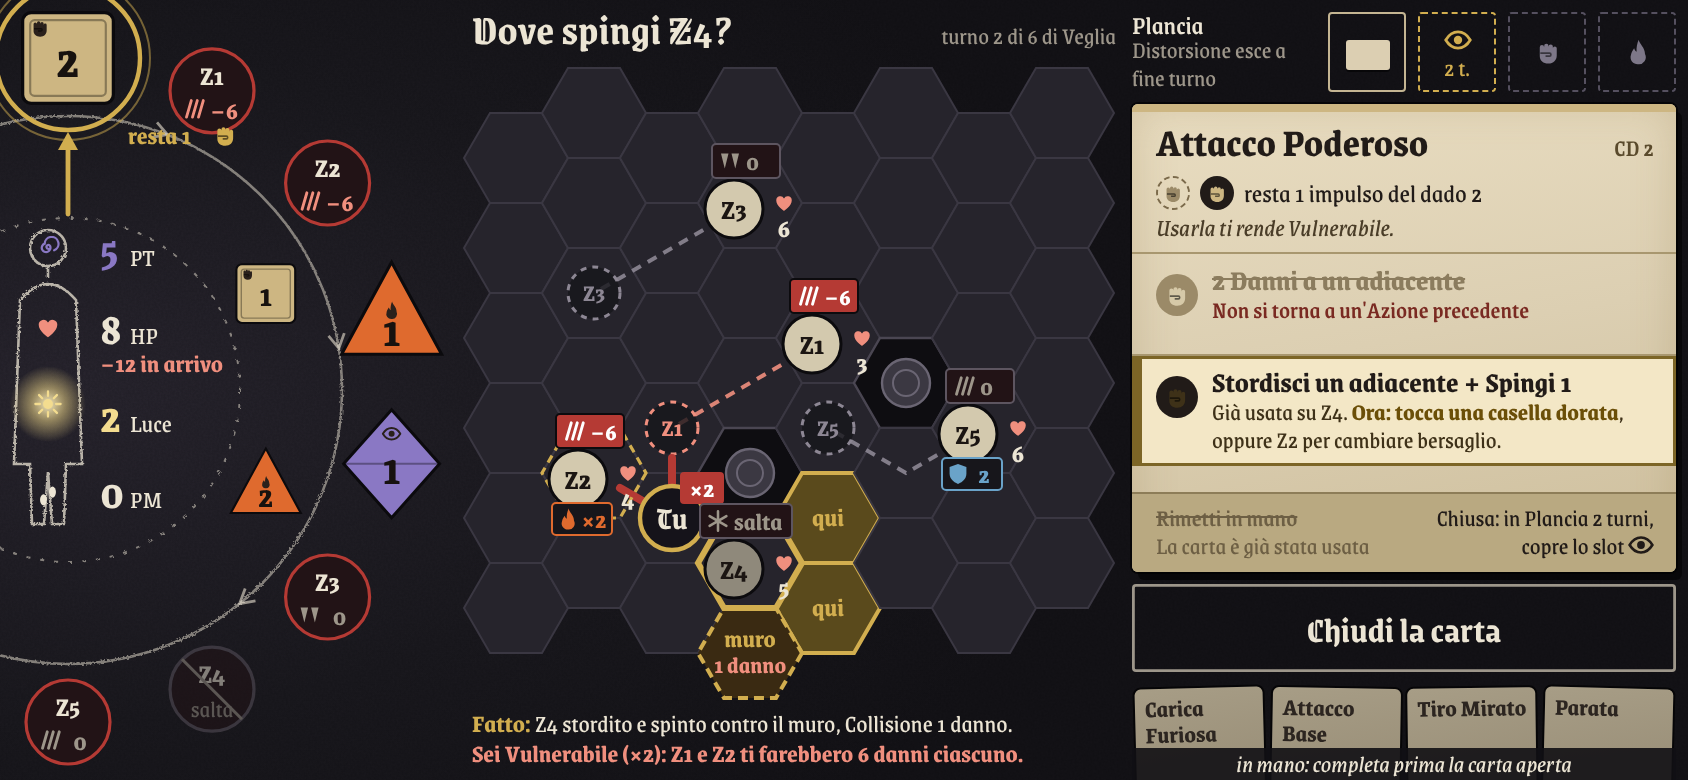 2
Z1
−6
resta 1
Z2
−6
5 PT
8 HP
−12 in arrivo
2 Luce
0 PM
1
1
1
2
Z3
0
Z4
salta
Z5
0
Dove spingi Z4?
turno 2 di 6 di Veglia
0
Z3
6
Z3
−6
Z1
3
0
Z5
6
2
Z5
Z1
−6
Z2
4
×2
×2
Tu
salta
Z4
5
qui
qui
muro
1 danno
Fatto: Z4 stordito e spinto contro il muro, Collisione 1 danno.
Sei Vulnerabile (×2): Z1 e Z2 ti farebbero 6 danni ciascuno.
Plancia
Distorsione esce a
fine turno
2 t.
Attacco Poderoso
CD 2
resta 1 impulso del dado 2
Usarla ti rende Vulnerabile.
2 Danni a un adiacente
Non si torna a un'Azione precedente
Stordisci un adiacente + Spingi 1
Già usata su Z4. Ora: tocca una casella dorata,
oppure Z2 per cambiare bersaglio.
Rimetti in mano
La carta è già stata usata
Chiusa: in Plancia 2 turni,
copre lo slot
Chiudi la carta
Carica
Furiosa
Attacco
Base
Tiro Mirato
Parata
in mano: completa prima la carta aperta